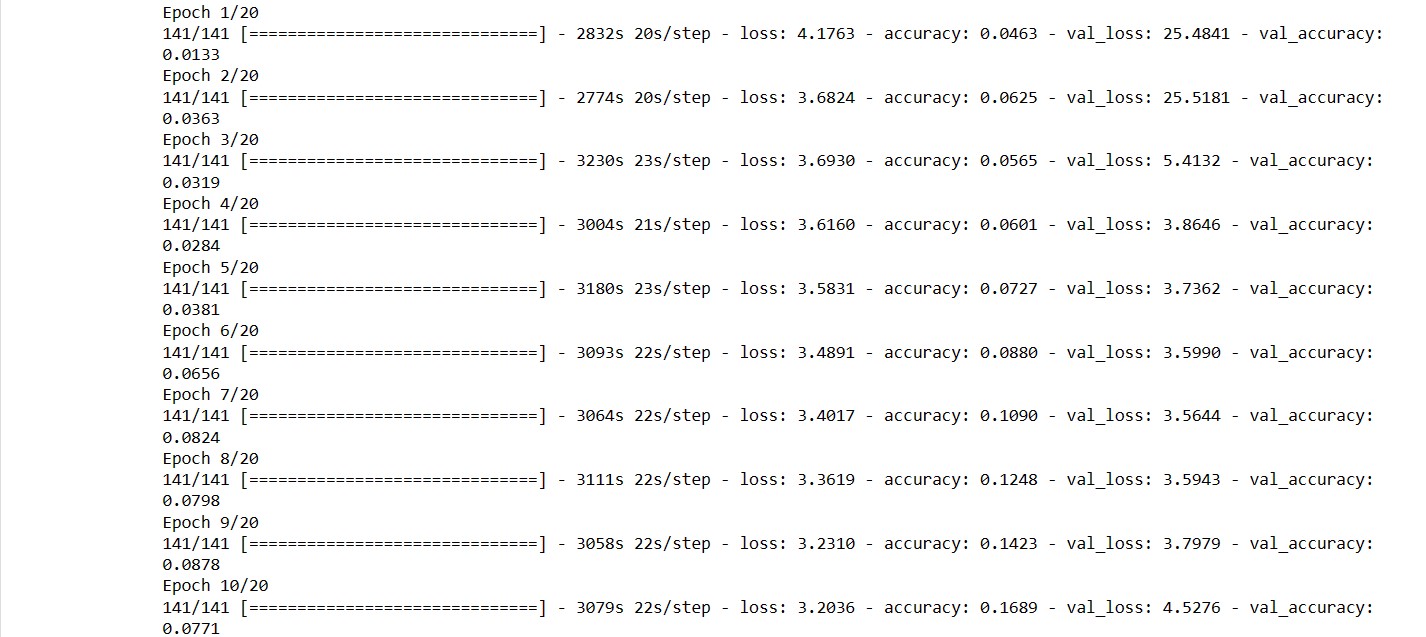 Epoch 1/20
141/141 [==============================] - 2832s 20s/step - loss: 4.1763 - accuracy: 0.0463 - val_loss: 25.4841 - val_accuracy:
0.0133
Epoch 2/20
141/141 [==============================] - 2774s 20s/step - loss: 3.6824 - accuracy: 0.0625 - val_loss: 25.5181 - val_accuracy:
0.0363
Epoch 3/20
141/141 [==============================] - 3230s 23s/step - loss: 3.6930 - accuracy: 0.0565 - val_loss: 5.4132 - val_accuracy:
0.0319
Epoch 4/20
141/141 [==============================] - 3004s 21s/step - loss: 3.6160 - accuracy: 0.0601 - val_loss: 3.8646 - val_accuracy:
0.0284
Epoch 5/20
141/141 [==============================] - 3180s 23s/step - loss: 3.5831 - accuracy: 0.0727 - val_loss: 3.7362 - val_accuracy:
0.0381
Epoch 6/20
141/141 [==============================] - 3093s 22s/step - loss: 3.4891 - accuracy: 0.0880 - val_loss: 3.5990 - val_accuracy:
0.0656
Epoch 7/20
141/141 [==============================] - 3064s 22s/step - loss: 3.4017 - accuracy: 0.1090 - val_loss: 3.5644 - val_accuracy:
0.0824
Epoch 8/20
141/141 [==============================] - 3111s 22s/step - loss: 3.3619 - accuracy: 0.1248 - val_loss: 3.5943 - val_accuracy:
0.0798
Epoch 9/20
141/141 [==============================] - 3058s 22s/step - loss: 3.2310 - accuracy: 0.1423 - val_loss: 3.7979 - val_accuracy:
0.0878
Epoch 10/20
141/141 [==============================] - 3079s 22s/step - loss: 3.2036 - accuracy: 0.1689 - val_loss: 4.5276 - val_accuracy:
0.0771